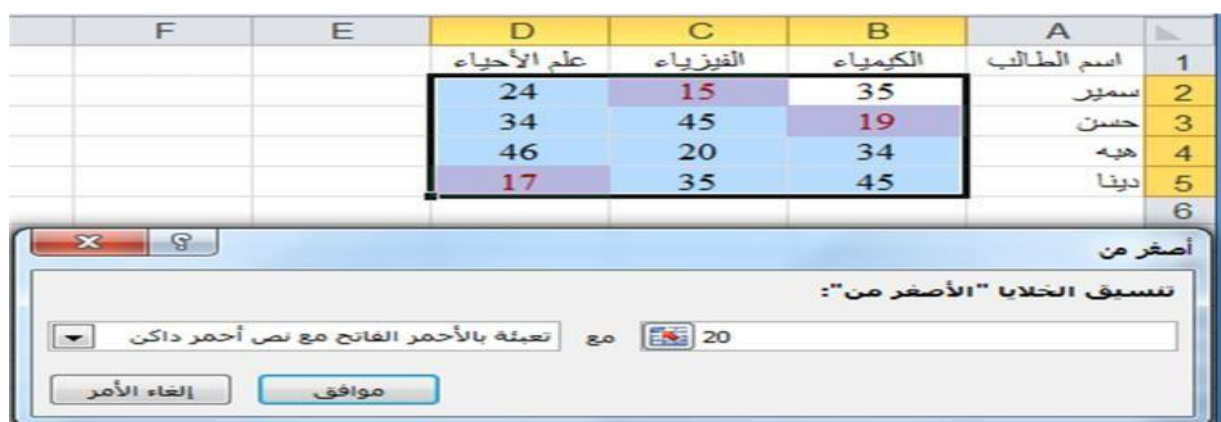 A B C D E F
1 اسم الطالب الكيمياء الفيزياء علم الأحياء
2 سمير 35 15 24
3 حسن 19 45 34
4 هبه 34 20 46
5 دينا 45 35 17
6
أصغر من
تنسيق الخلايا "الأصغر من":
20 مع تعبئة بالأحمر الفاتح مع نص أحمر داكن
موافق إلغاء الأمر